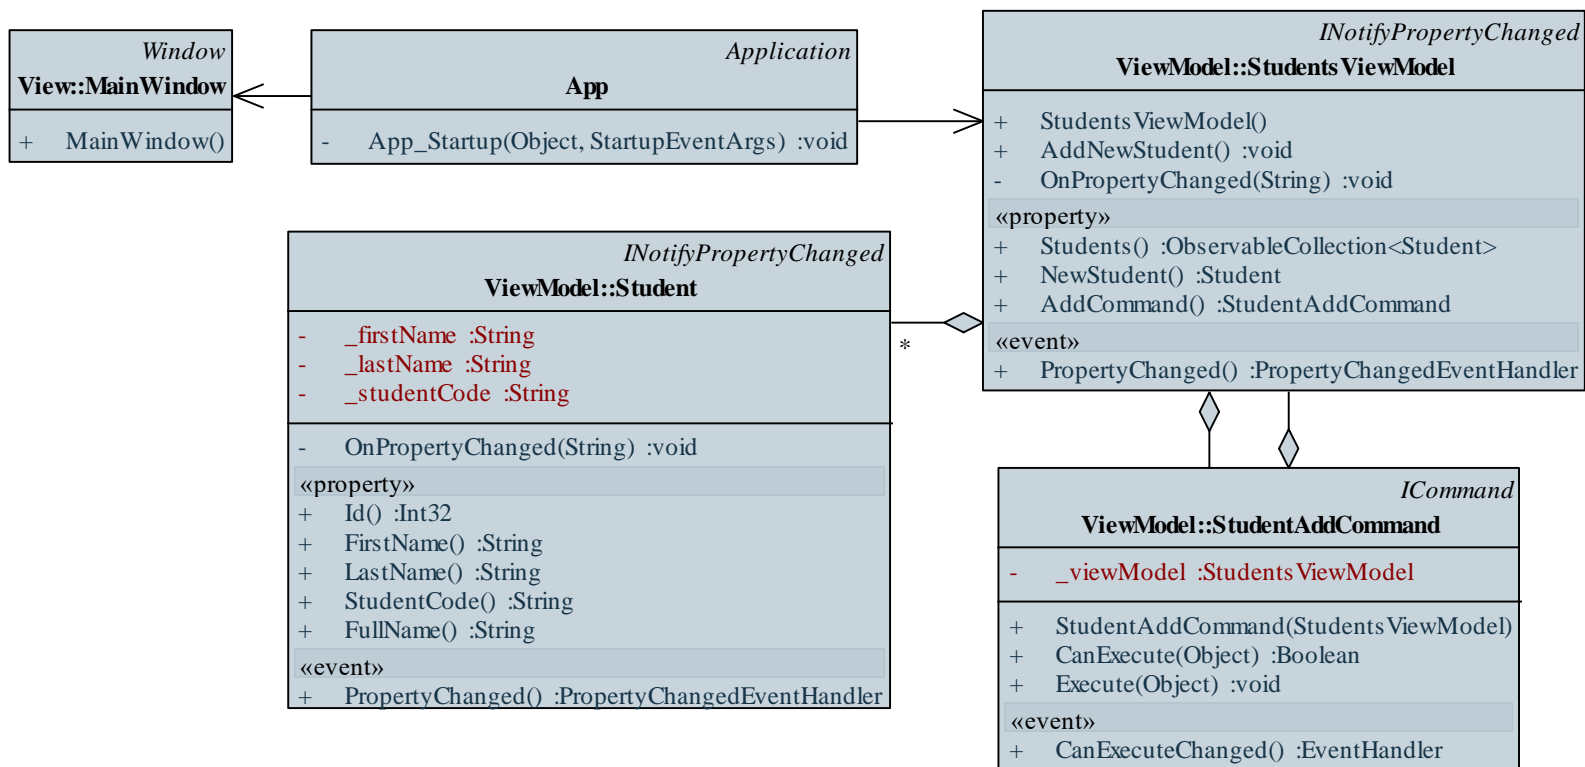 Window
View::MainWindow
+ MainWindow()
Application
App
- App_Startup(Object, StartupEventArgs) :void
INotifyPropertyChanged
ViewModel::StudentsViewModel
+ StudentsViewModel()
+ AddNewStudent() :void
- OnPropertyChanged(String) :void
«property»
+ Students() :ObservableCollection<Student>
+ NewStudent() :Student
+ AddCommand() :StudentAddCommand
«event»
+ PropertyChanged() :PropertyChangedEventHandler
INotifyPropertyChanged
ViewModel::Student
- _firstName :String
- _lastName :String
- _studentCode :String
- OnPropertyChanged(String) :void
«property»
+ Id() :Int32
+ FirstName() :String
+ LastName() :String
+ StudentCode() :String
+ FullName() :String
«event»
+ PropertyChanged() :PropertyChangedEventHandler
*
ICommand
ViewModel::StudentAddCommand
- _viewModel :StudentsViewModel
+ StudentAddCommand(StudentsViewModel)
+ CanExecute(Object) :Boolean
+ Execute(Object) :void
«event»
+ CanExecuteChanged() :EventHandler